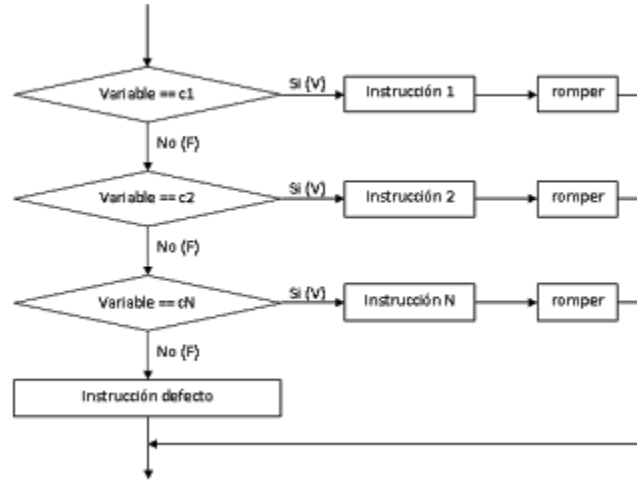 Variable == c1
Si (V)
Instrucción 1
romper
No (F)
Variable == c2
Si (V)
Instrucción 2
romper
No (F)
Variable == cN
Si (V)
Instrucción N
romper
No (F)
Instrucción defecto